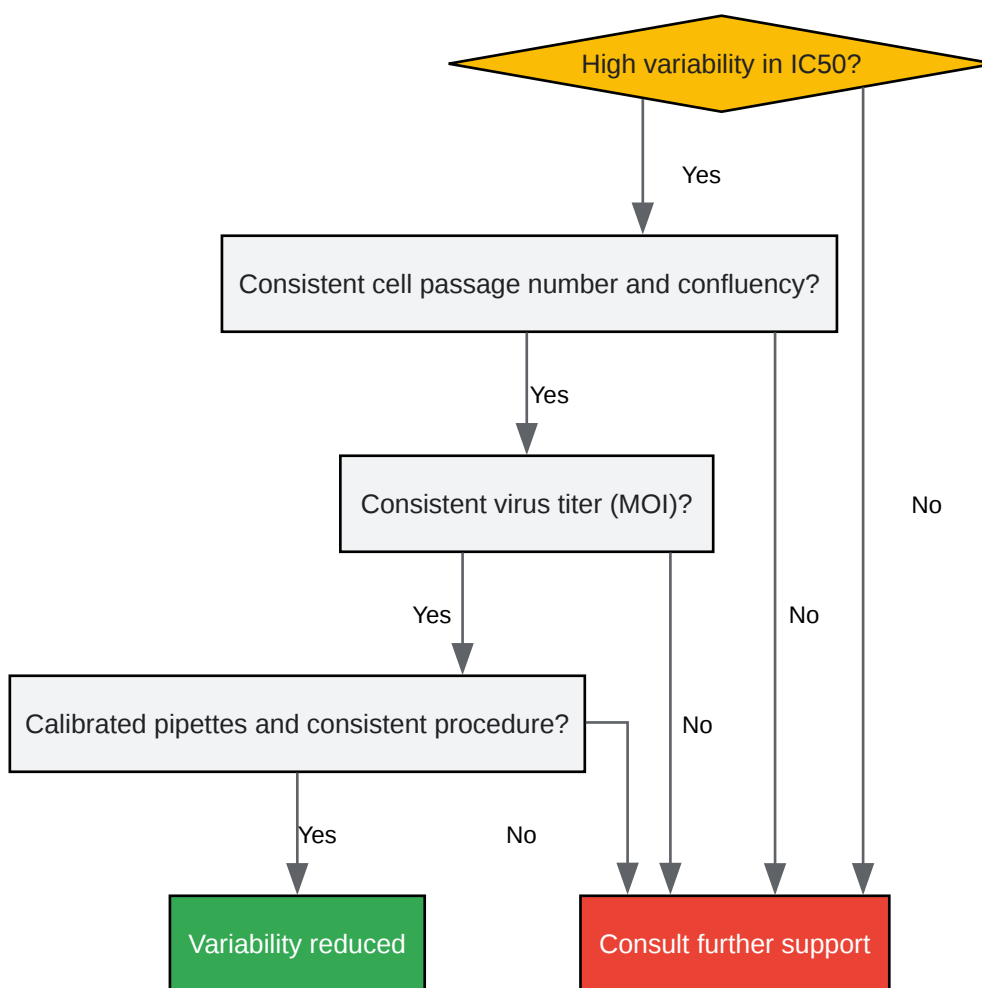 High variability in IC50?
Yes
Consistent cell passage number and confluency?
Yes
Consistent virus titer (MOI)?
No
Yes
No
Calibrated pipettes and consistent procedure?
No
Yes
No
Variability reduced
Consult further support